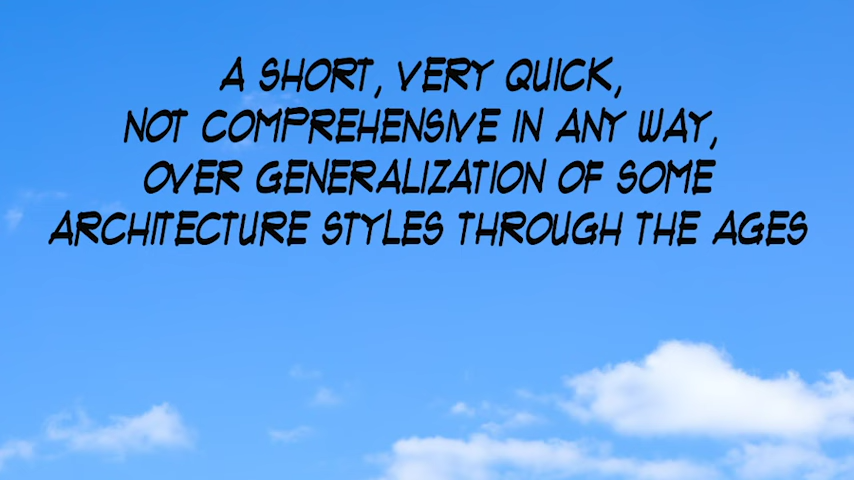 A SHORT, VERY QUICK,
NOT COMPREHENSIVE IN ANY WAY,
OVER GENERALIZATION OF SOME
ARCHITECTURE STYLES THROUGH THE AGES